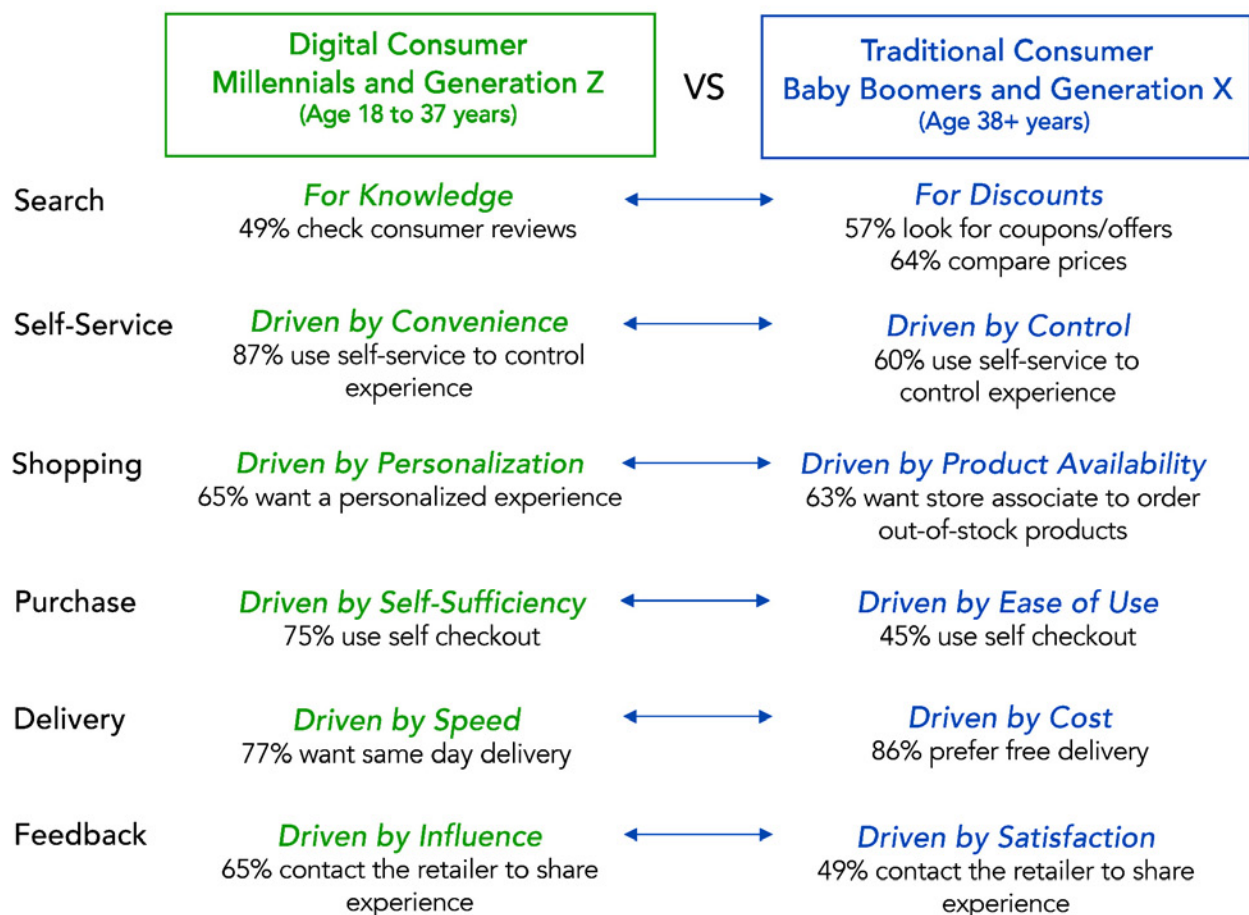 Digital Consumer
Millennials and Generation Z
(Age 18 to 37 years)
VS
Traditional Consumer
Baby Boomers and Generation X
(Age 38+ years)
Search
For Knowledge
49% check consumer reviews
For Discounts
57% look for coupons/offers
64% compare prices
Self-Service
Driven by Convenience
87% use self-service to control
experience
Driven by Control
60% use self-service to
control experience
Shopping
Driven by Personalization
65% want a personalized experience
Driven by Product Availability
63% want store associate to order
out-of-stock products
Purchase
Driven by Self-Sufficiency
75% use self checkout
Driven by Ease of Use
45% use self checkout
Delivery
Driven by Speed
77% want same day delivery
Driven by Cost
86% prefer free delivery
Feedback
Driven by Influence
65% contact the retailer to share
experience
Driven by Satisfaction
49% contact the retailer to share
experience